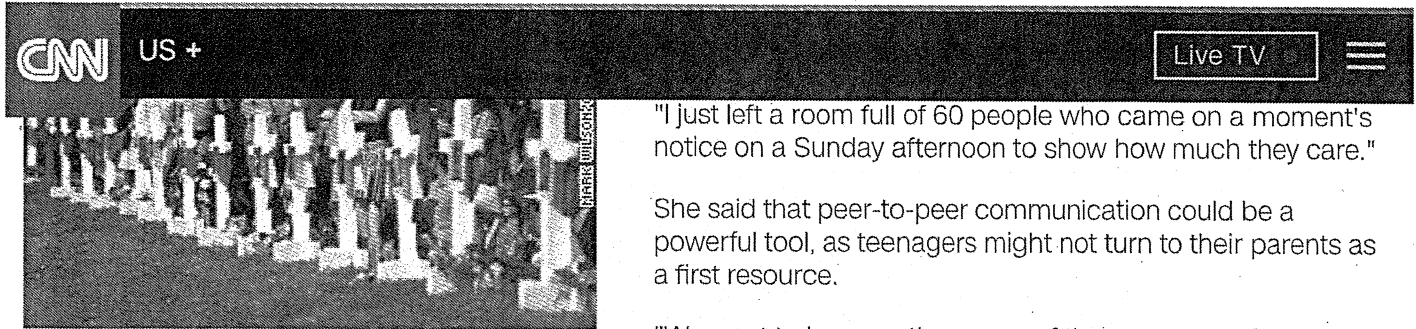 CNN
US +
Live TV
MARK WILSON/
"I just left a room full of 60 people who came on a moment's
notice on a Sunday afternoon to show how much they care."
She said that peer-to-peer communication could be a
powerful tool, as teenagers might not turn to their parents as
a first resource.